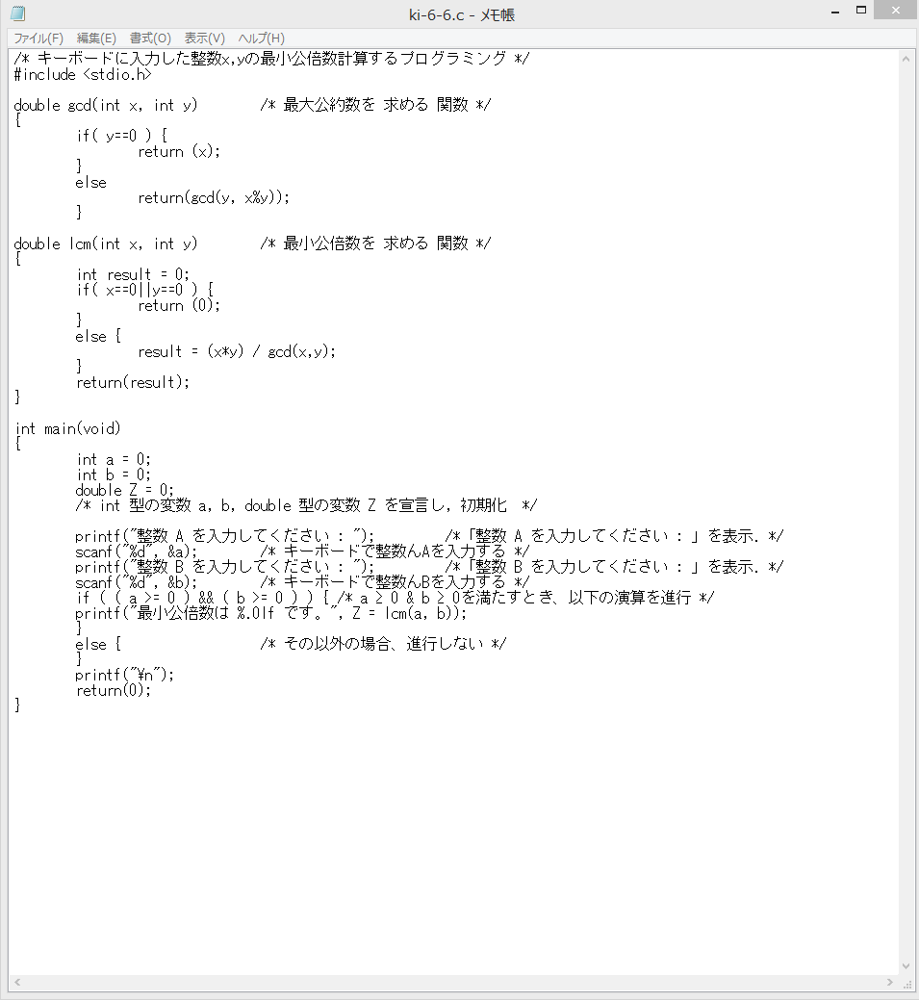 ki-6-6.c - メモ帳
ファイル(F) 編集(E) 書式(O) 表示(V) ヘルプ(H)
/* キーボードに入力した整数x,yの最小公倍数計算するプログラミング */
#include <stdio.h>
double gcd(int x, int y) /* 最大公約数を 求める 関数 */
{
if( y==0 ) {
return (x);
}
else
return(gcd(y, x%y));
}
double lcm(int x, int y) /* 最小公倍数を 求める 関数 */
{
int result = 0;
if( x==0||y==0 ) {
return (0);
}
else {
result = (x*y) / gcd(x,y);
}
return(result);
}
int main(void)
{
int a = 0;
int b = 0;
double Z = 0;
/* int 型の変数 a, b, double 型の変数 Z を宣言し，初期化 */
printf("整数 A を入力してください : "); /*「整数 A を入力してください : 」を表示．*/
scanf("%d", &a); /* キーボードで整数んAを入力する */
printf("整数 B を入力してください : "); /*「整数 B を入力してください : 」を表示．*/
scanf("%d", &b); /* キーボードで整数んBを入力する */
if ( ( a >= 0 ) && ( b >= 0 ) ) { /* a ≥ 0 & b ≥ 0を満たすとき、以下の演算を進行 */
printf("最小公倍数は %.0lf です。", Z = lcm(a, b));
}
else { /* その以外の場合、進行しない */
}
printf("¥n");
return(0);
}